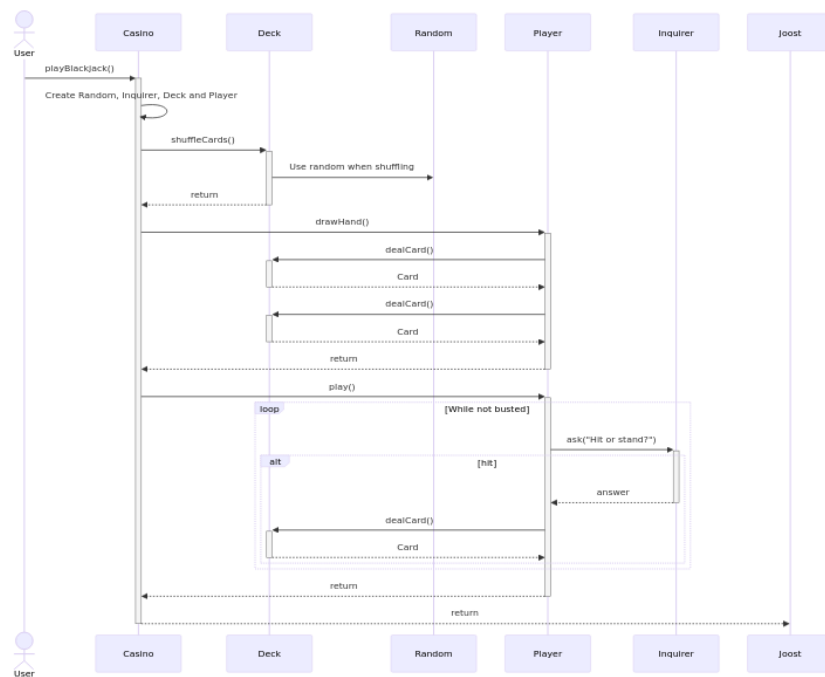 Casino
Deck
Random
Player
Inquirer
Joost
User
playBlackjack()
Create Random, Inquirer, Deck and Player
shuffleCards()
Use random when shuffling
return
drawHand()
dealCard()
Card
dealCard()
Card
return
play()
loop
[While not busted]
ask("Hit or stand?")
alt
[hit]
answer
dealCard()
Card
return
return
Casino
Deck
Random
Player
Inquirer
Joost
User